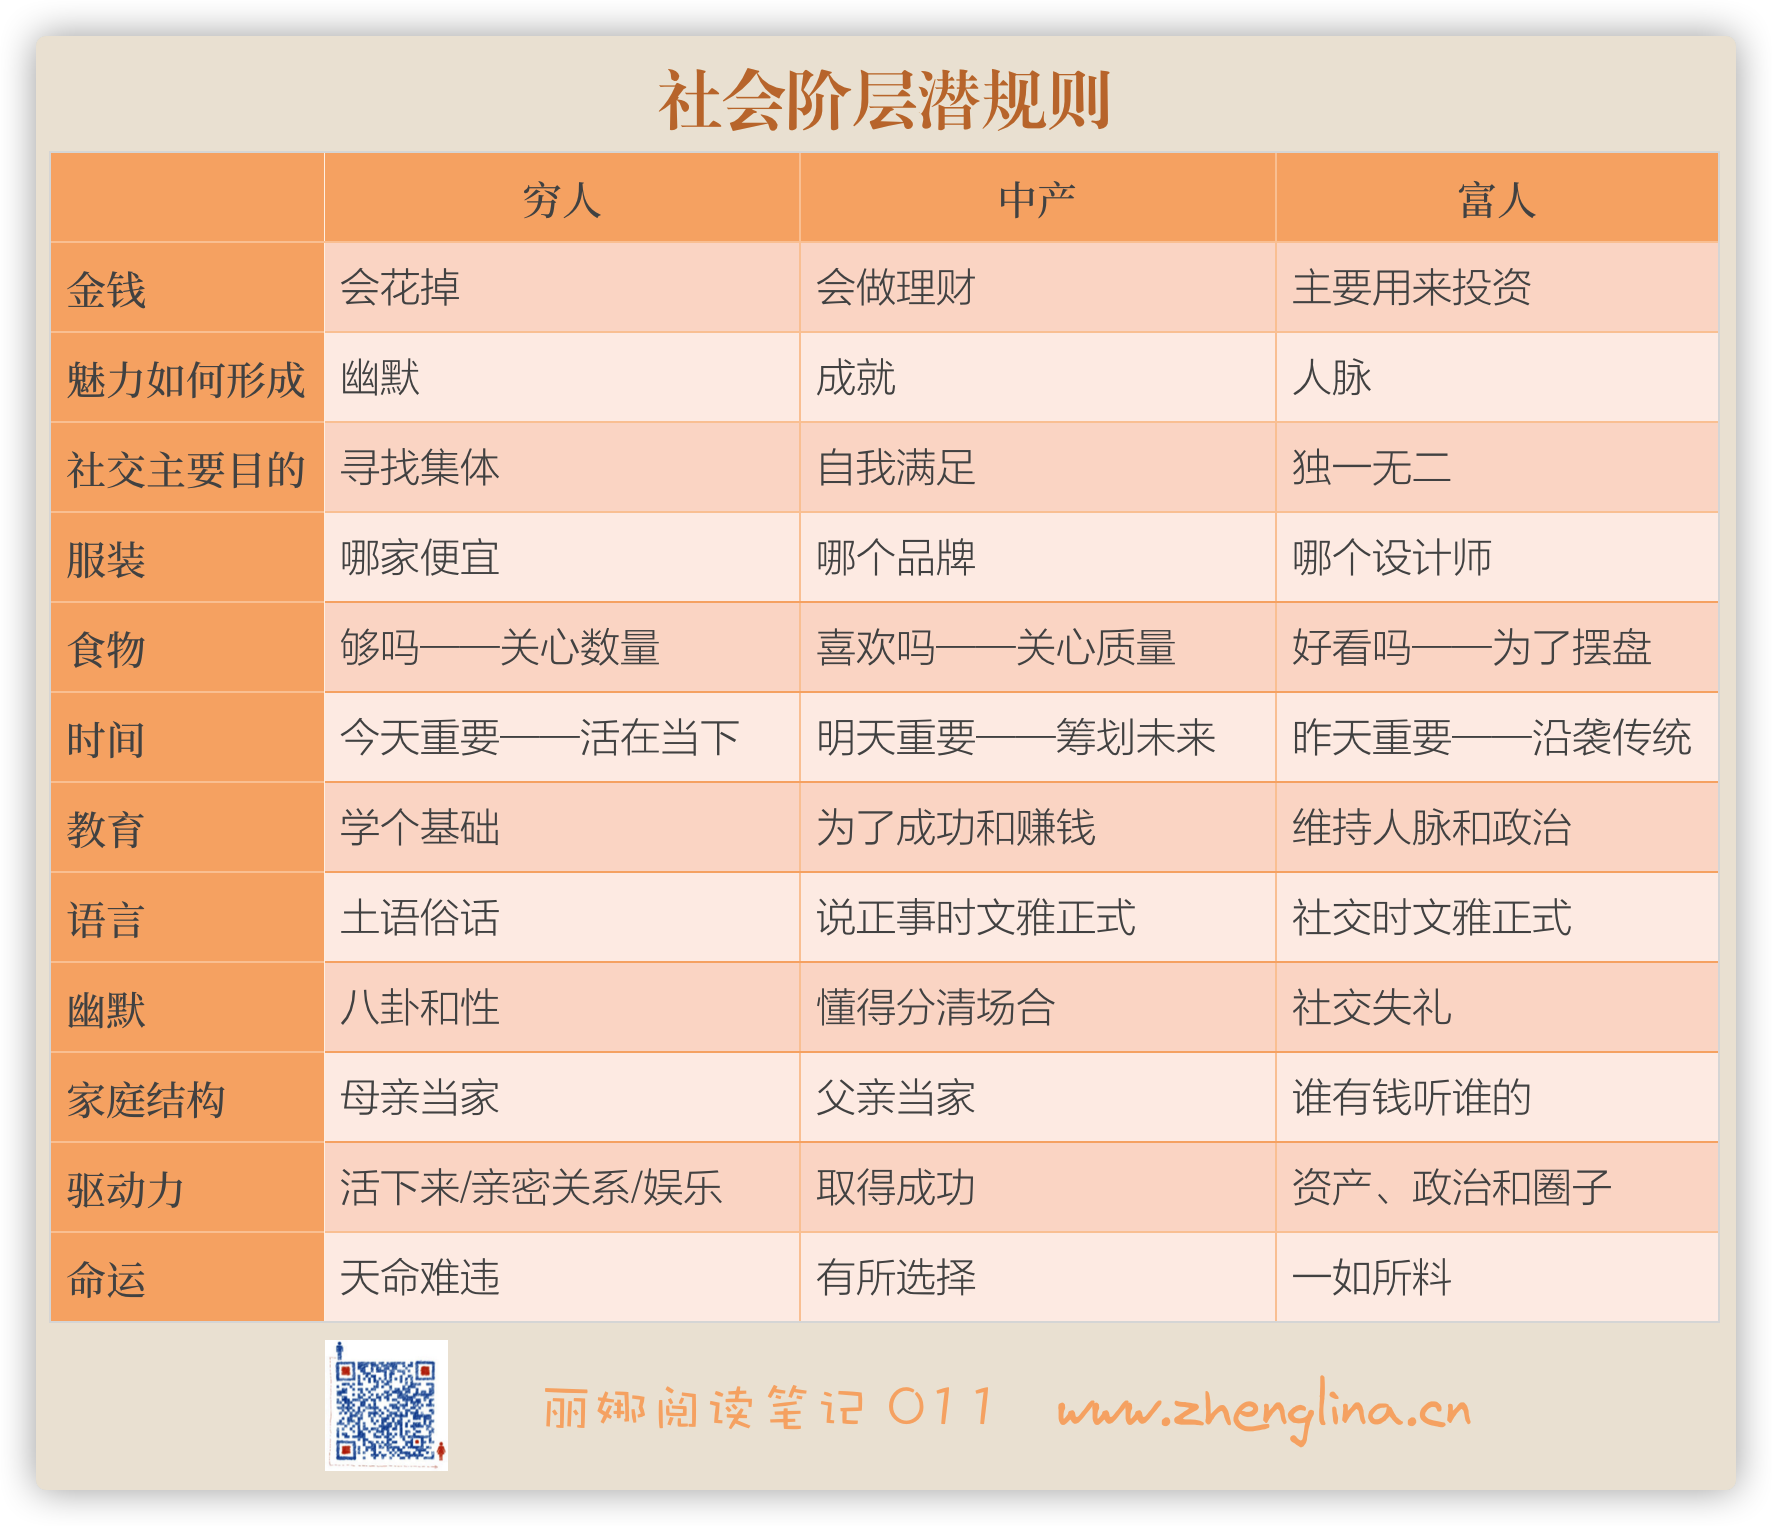 社会阶层潜规则
穷人 中产 富人
金钱 会花掉 会做理财 主要用来投资
魅力如何形成 幽默 成就 人脉
社交主要目的 寻找集体 自我满足 独一无二
服装 哪家便宜 哪个品牌 哪个设计师
食物 够吗——关心数量 喜欢吗——关心质量 好看吗——为了摆盘
时间 今天重要——活在当下 明天重要——筹划未来 昨天重要——沿袭传统
教育 学个基础 为了成功和赚钱 维持人脉和政治
语言 土语俗话 说正事时文雅正式 社交时文雅正式
幽默 八卦和性 懂得分清场合 社交失礼
家庭结构 母亲当家 父亲当家 谁有钱听谁的
驱动力 活下来/亲密关系/娱乐 取得成功 资产、政治和圈子
命运 天命难违 有所选择 一如所料
丽娜阅读笔记 011 www.zhenglina.cn